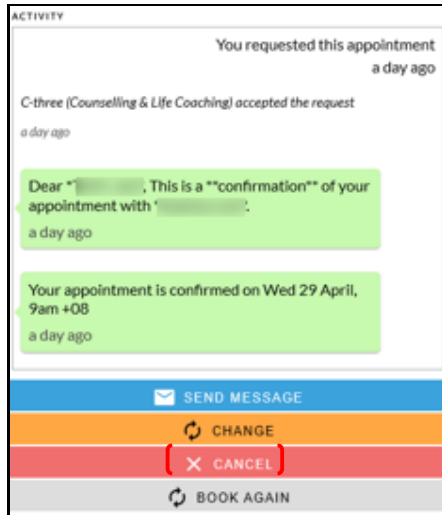 ACTIVITY
You requested this appointment
a day ago
C-three (Counselling & Life Coaching) accepted the request
a day ago
Dear *, This is a **confirmation** of your
appointment with '.
a day ago
Your appointment is confirmed on Wed 29 April,
9am +08
a day ago
SEND MESSAGE
CHANGE
CANCEL
BOOK AGAIN